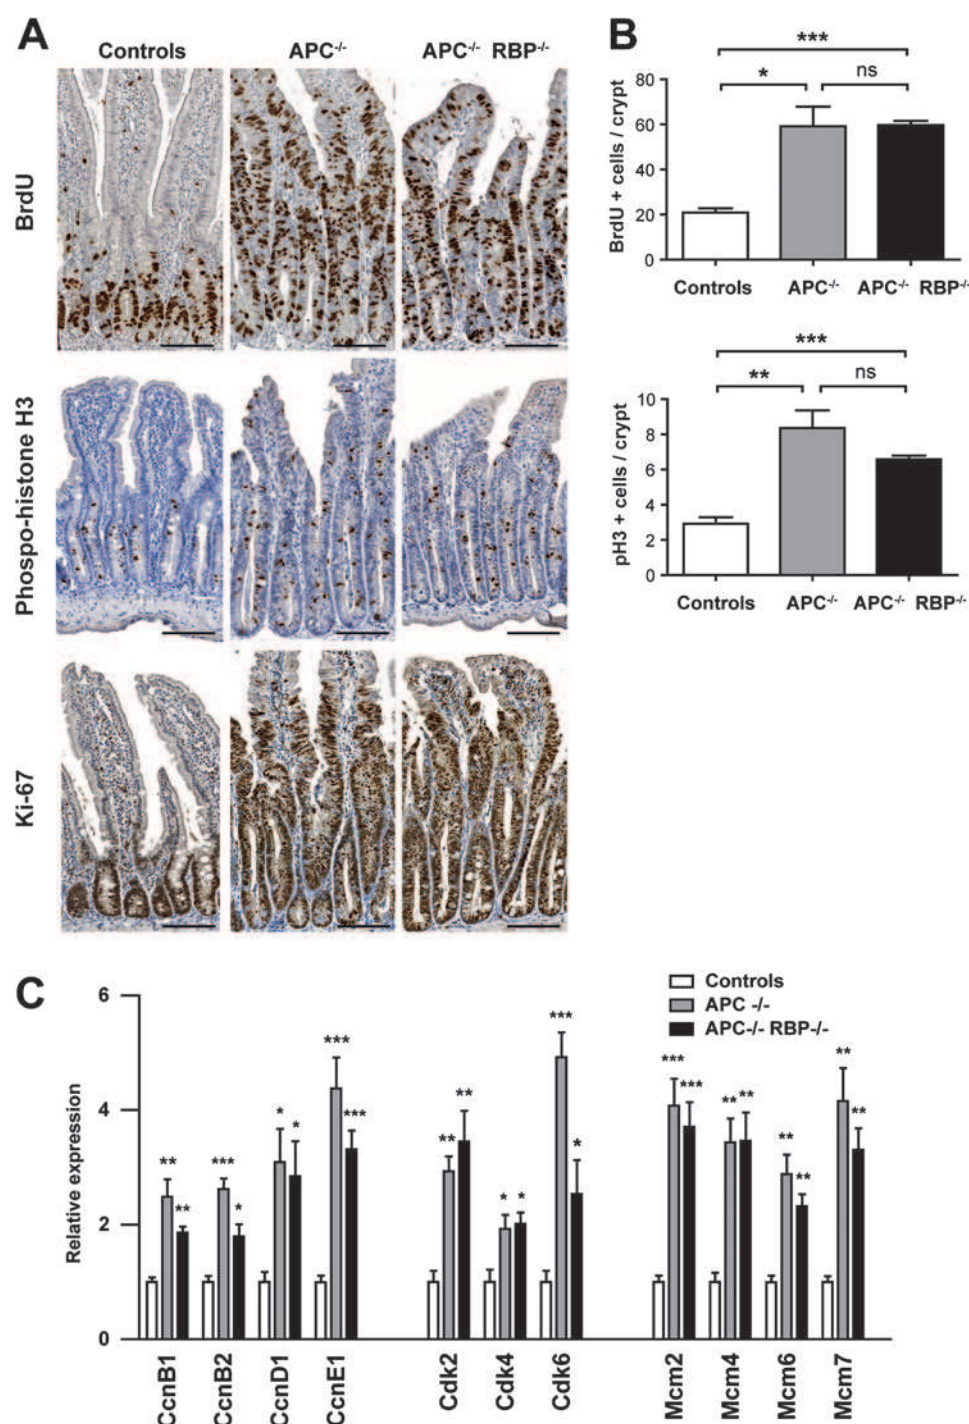 A
Controls APC-/- APC-/- RBP-/-
BrdU
Phospo-histone H3
Ki-67
B
***
* ns
BrdU + cells / crypt
80
60
40
20
0
Controls APC-/- APC-/- RBP-/-
***
** ns
pH3 + cells / crypt
10
8
6
4
2
0
Controls APC-/- APC-/- RBP-/-
C
Controls
APC -/-
APC-/- RBP-/-
Relative expression
6
4
2
0
** ** *** * * * *** *** ** ** * * *** * *** *** ** ** ** ** ** **
CcnB1 CcnB2 CcnD1 CcnE1 Cdk2 Cdk4 Cdk6 Mcm2 Mcm4 Mcm6 Mcm7